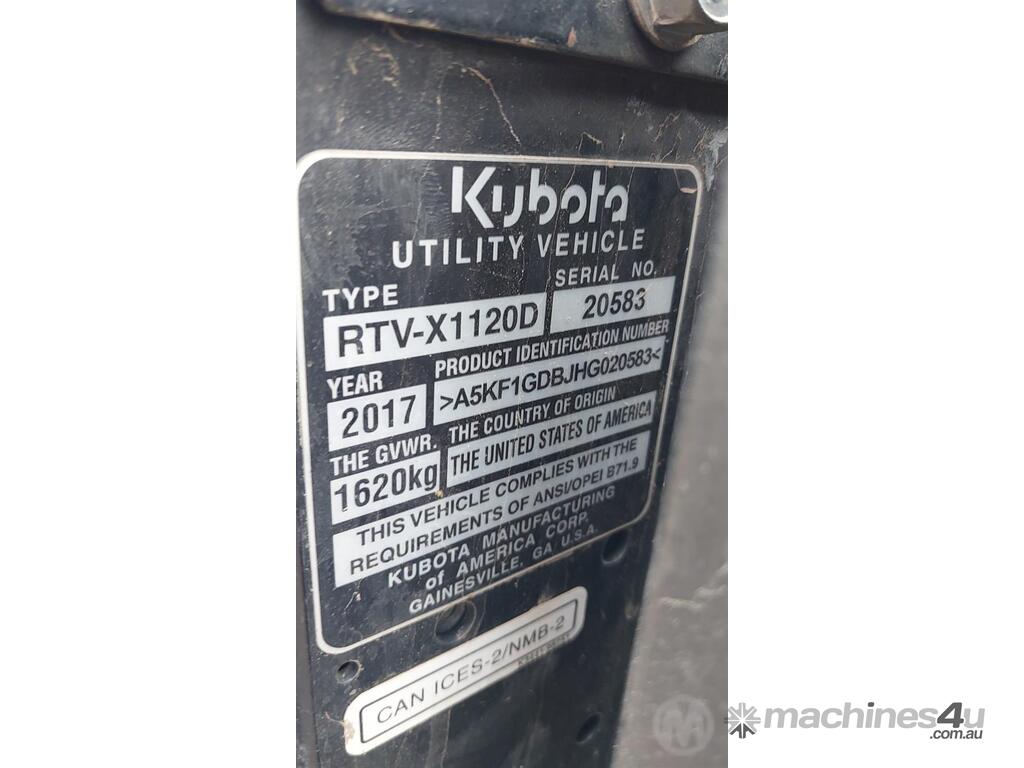 Kubota
UTILITY VEHICLE
TYPE
SERIAL NO.
RTV-X1120D
20583
YEAR
PRODUCT IDENTIFICATION NUMBER
2017
>A5KF1GDBJHG020583<
THE GVWR.
THE COUNTRY OF ORIGIN
1620kg
THE UNITED STATES OF AMERICA
THIS VEHICLE COMPLIES WITH THE
REQUIREMENTS OF ANSI/OPEI B71.9
KUBOTA MANUFACTURING
of AMERICA CORP.
GAINESVILLE, GA U.S.A.
CAN ICES-2/NMB-2
machines4u
.com.au